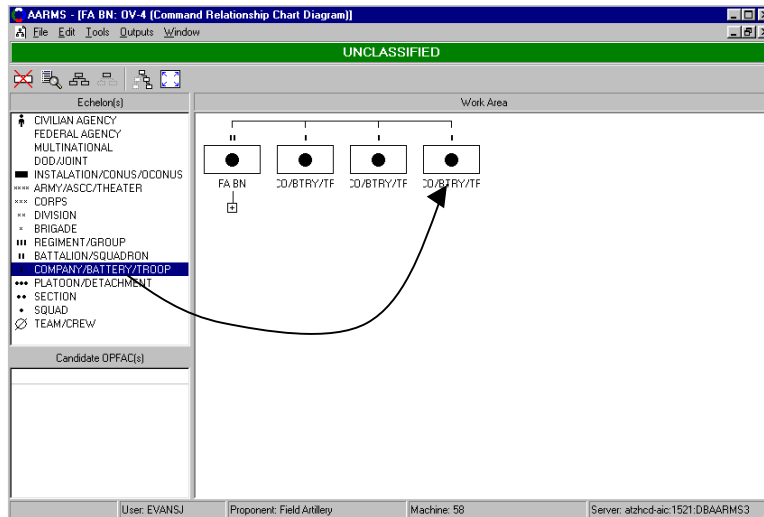 AARMS - [FA BN: OV-4 (Command Relationship Chart Diagram)]
File Edit Tools Outputs Window
UNCLASSIFIED
Echelon(s)
Work Area
CIVILIAN AGENCY
FEDERAL AGENCY
MULTINATIONAL
DOD/JOINT
INSTALATION/CONUS/OCONUS
ARMY/ASCC/THEATER
CORPS
DIVISION
BRIGADE
REGIMENT/GROUP
BATTALION/SQUADRON
COMPANY/BATTERY/TROOP
PLATOON/DETACHMENT
SECTION
SQUAD
TEAM/CREW
FA BN CO/BTRY/TF CO/BTRY/TF CO/BTRY/TF
Candidate OPFAC(s)
User: EVANSJ Proponent: Field Artillery Machine: 58 Server: atzhcd-aic:1521:DBAARMS3